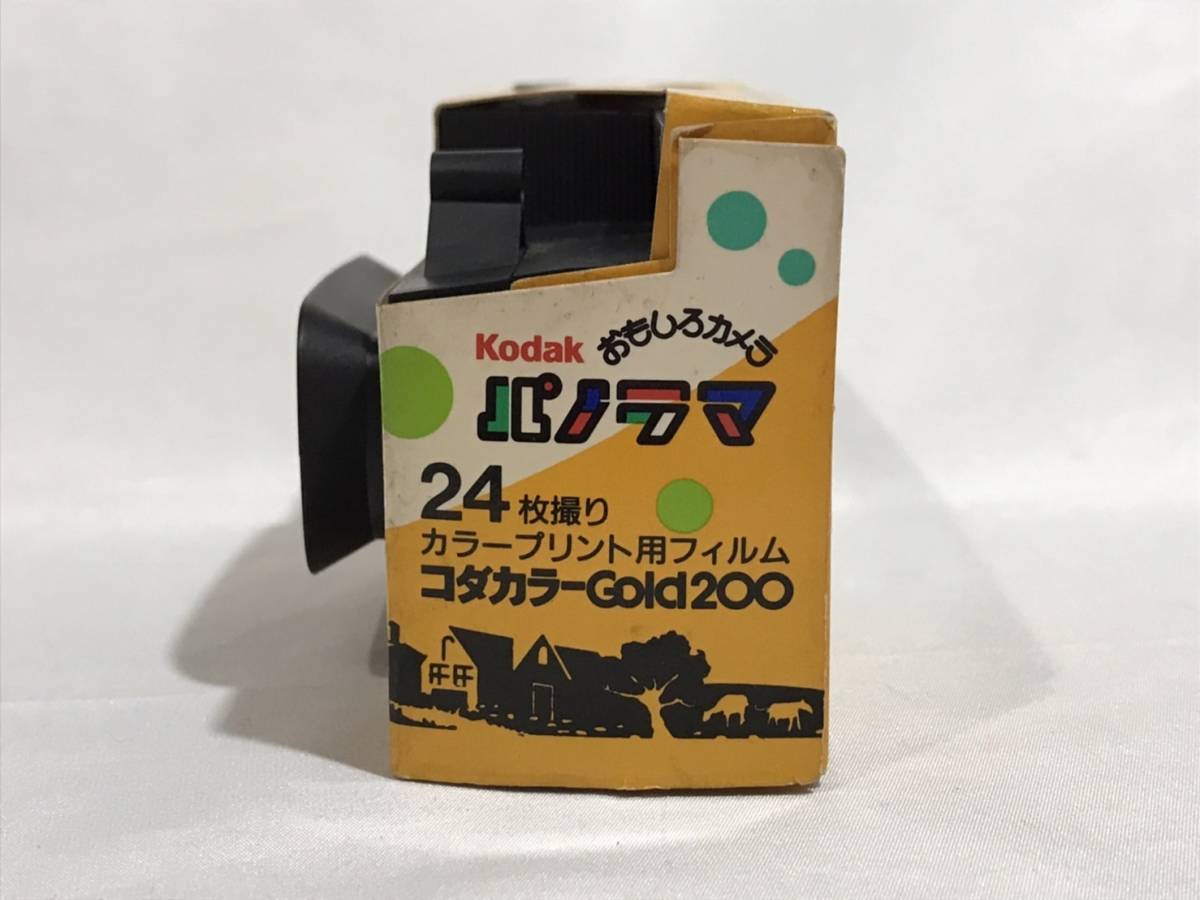 Kodak おもしろカメラ
パノラマ
24枚撮り
カラープリント用フィルム
コダカラーGold200